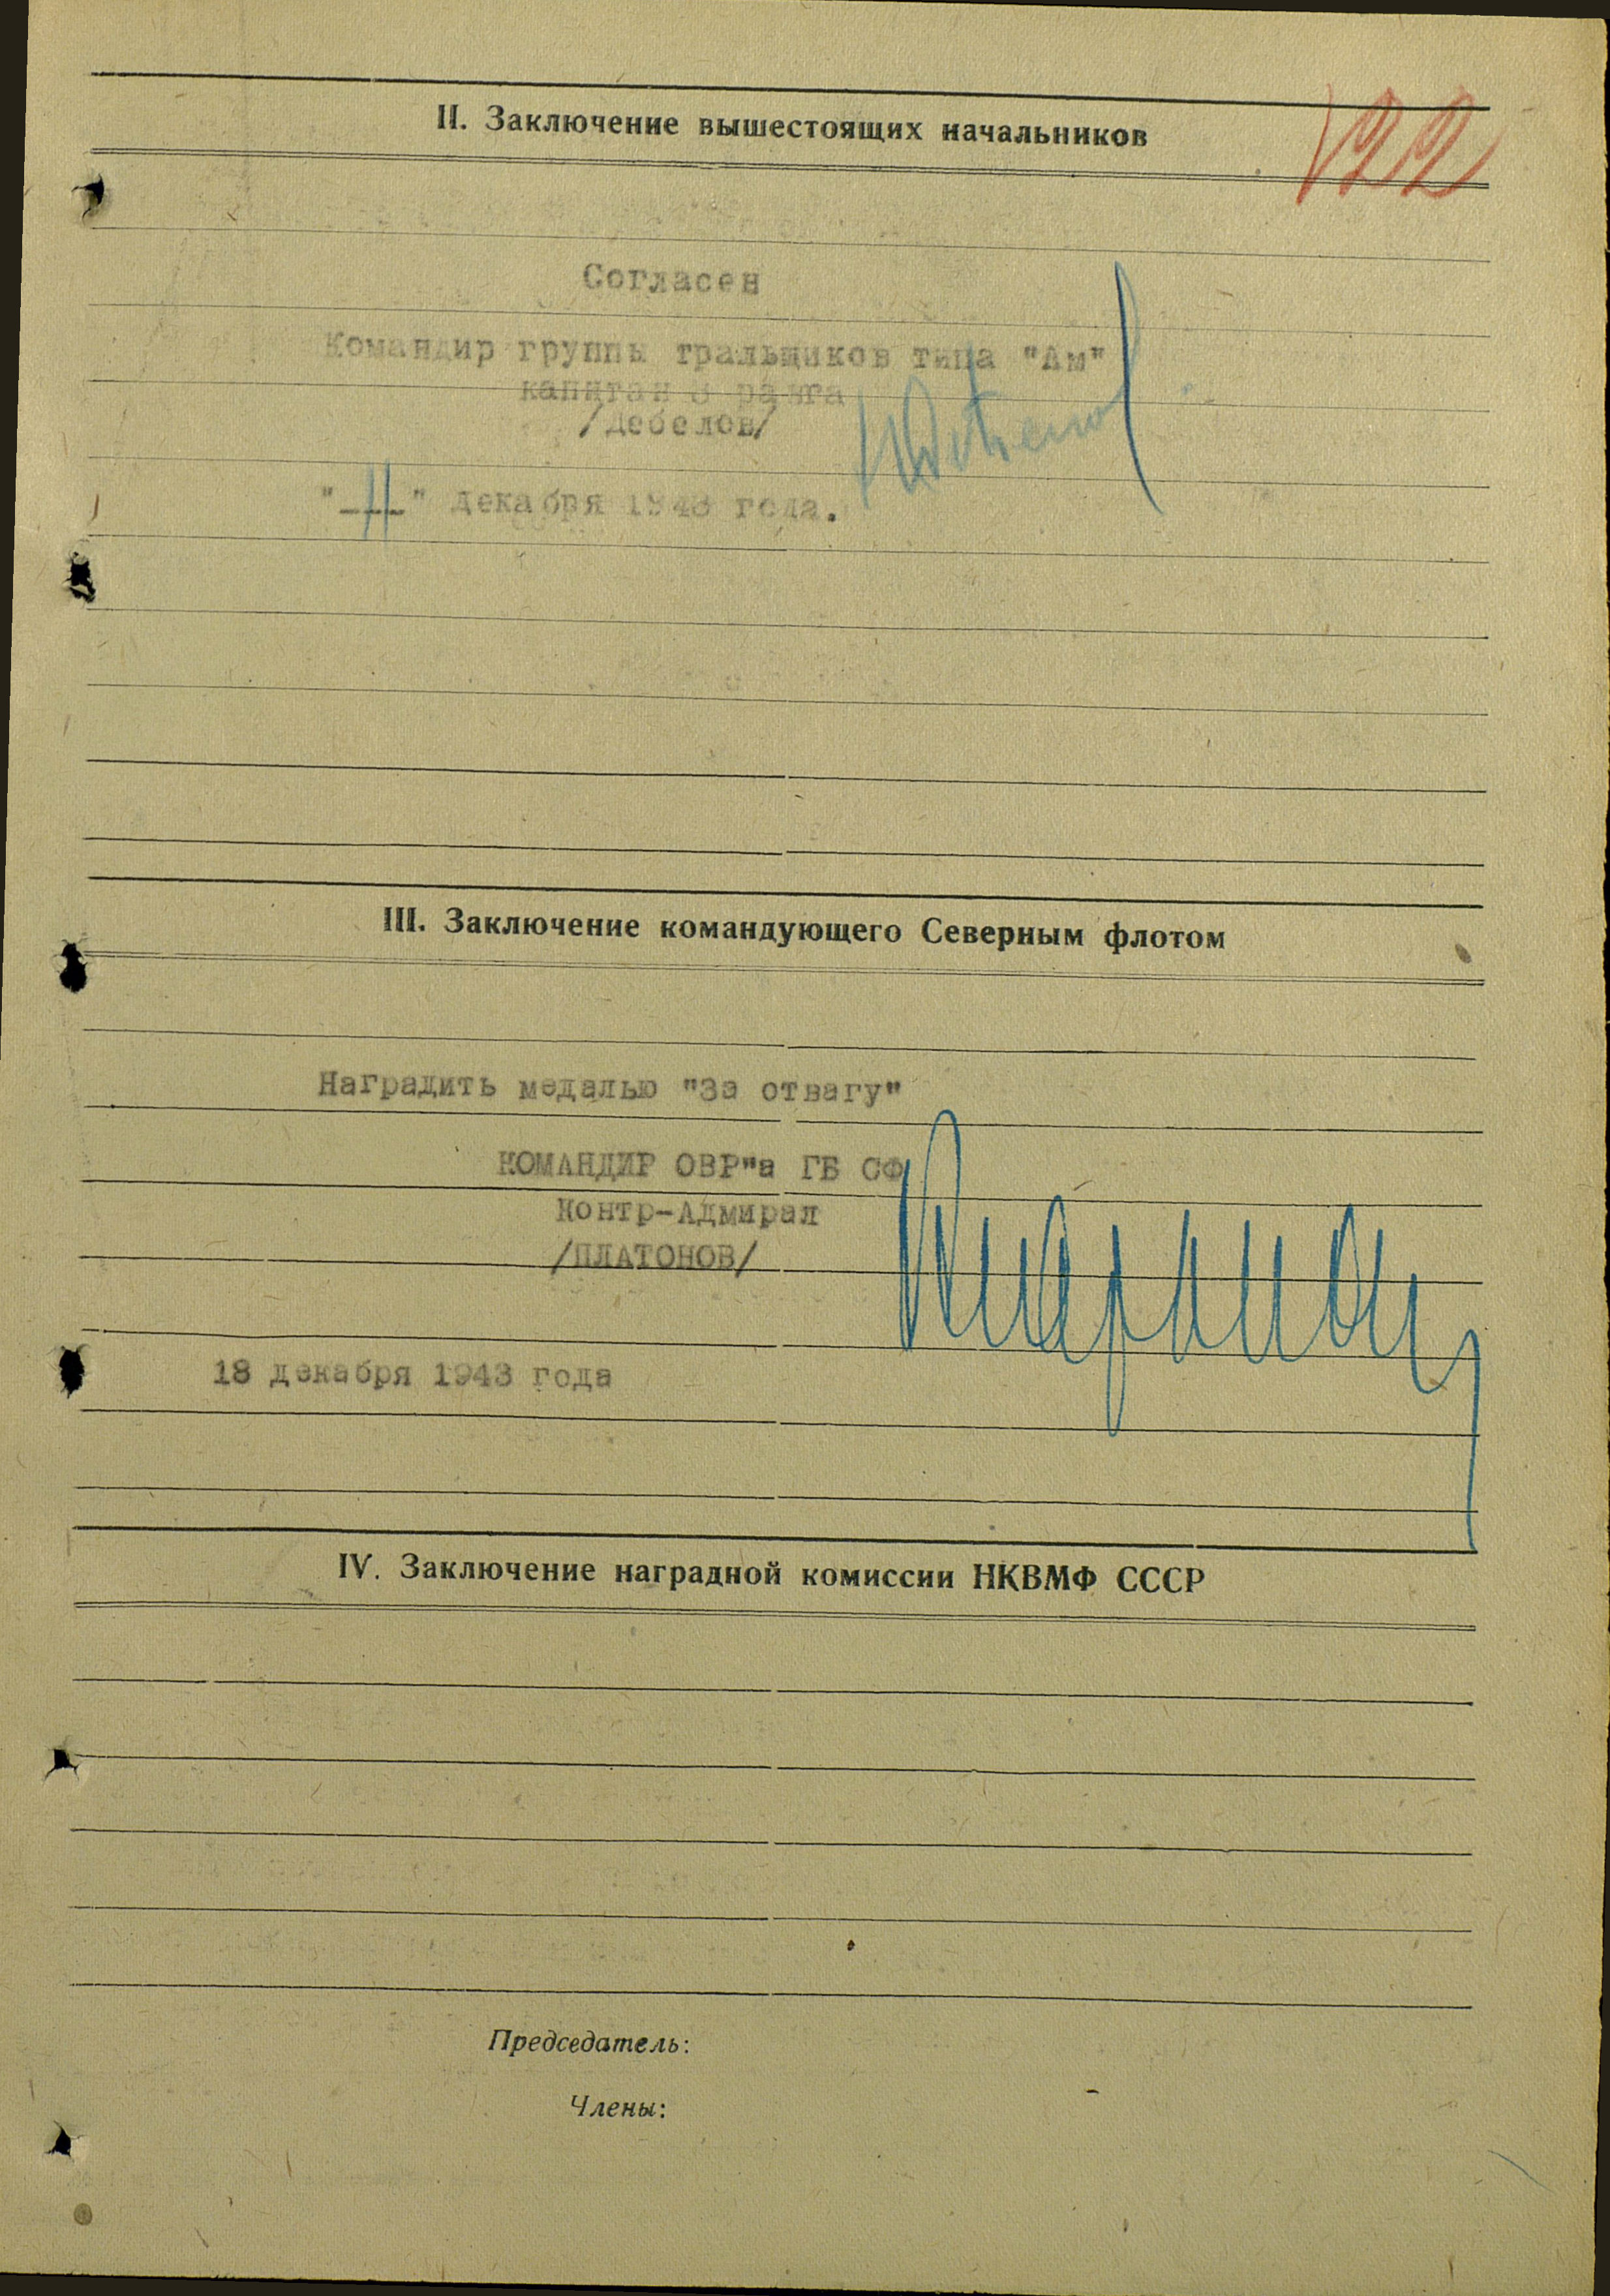 122
II. Заключение вышестоящих начальников
Согласен
Командир группы тральщиков типа "Ам"
капитан 3 ранга
/Дебелов/
"11" декабря 1943 года.
III. Заключение командующего Северным флотом
Наградить медалью "За отвагу"
КОМАНДИР ОВР"а ГБ СФ
Контр-Адмирал
/ПЛАТОНОВ/
18 декабря 1943 года
IV. Заключение наградной комиссии НКВМФ СССР
Председатель:
Члены: